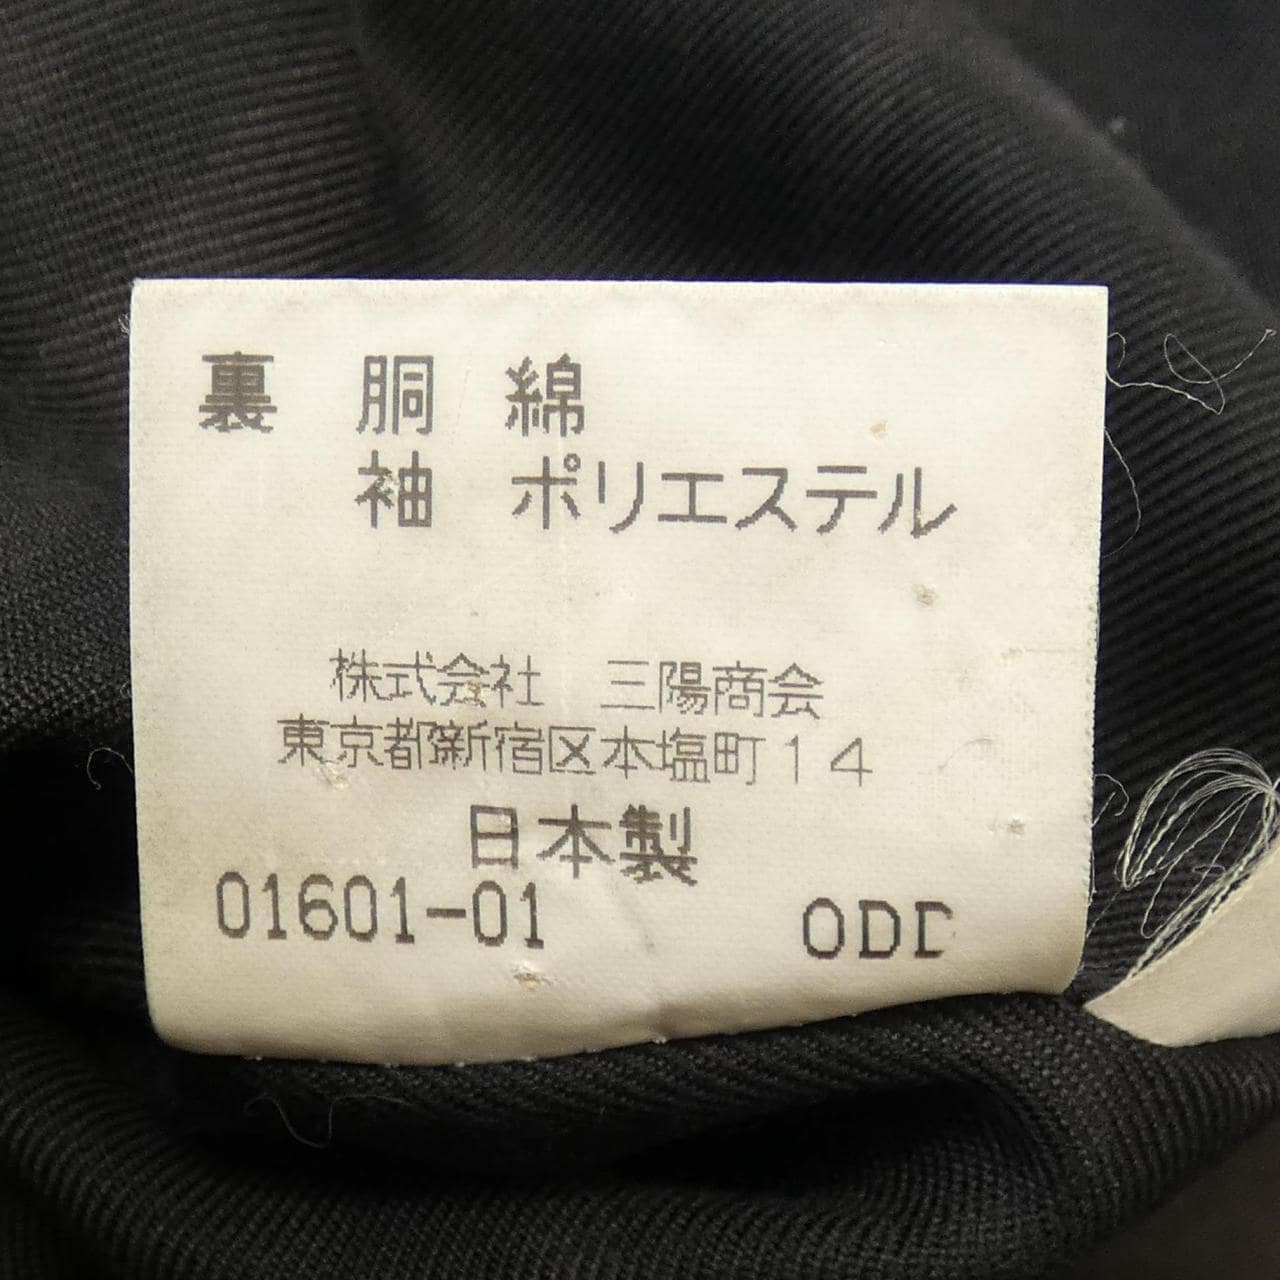 裏 胴 綿
袖 ポリエステル
株式会社 三陽商会
東京都新宿区本塩町14
日本製
01601-01 ODD